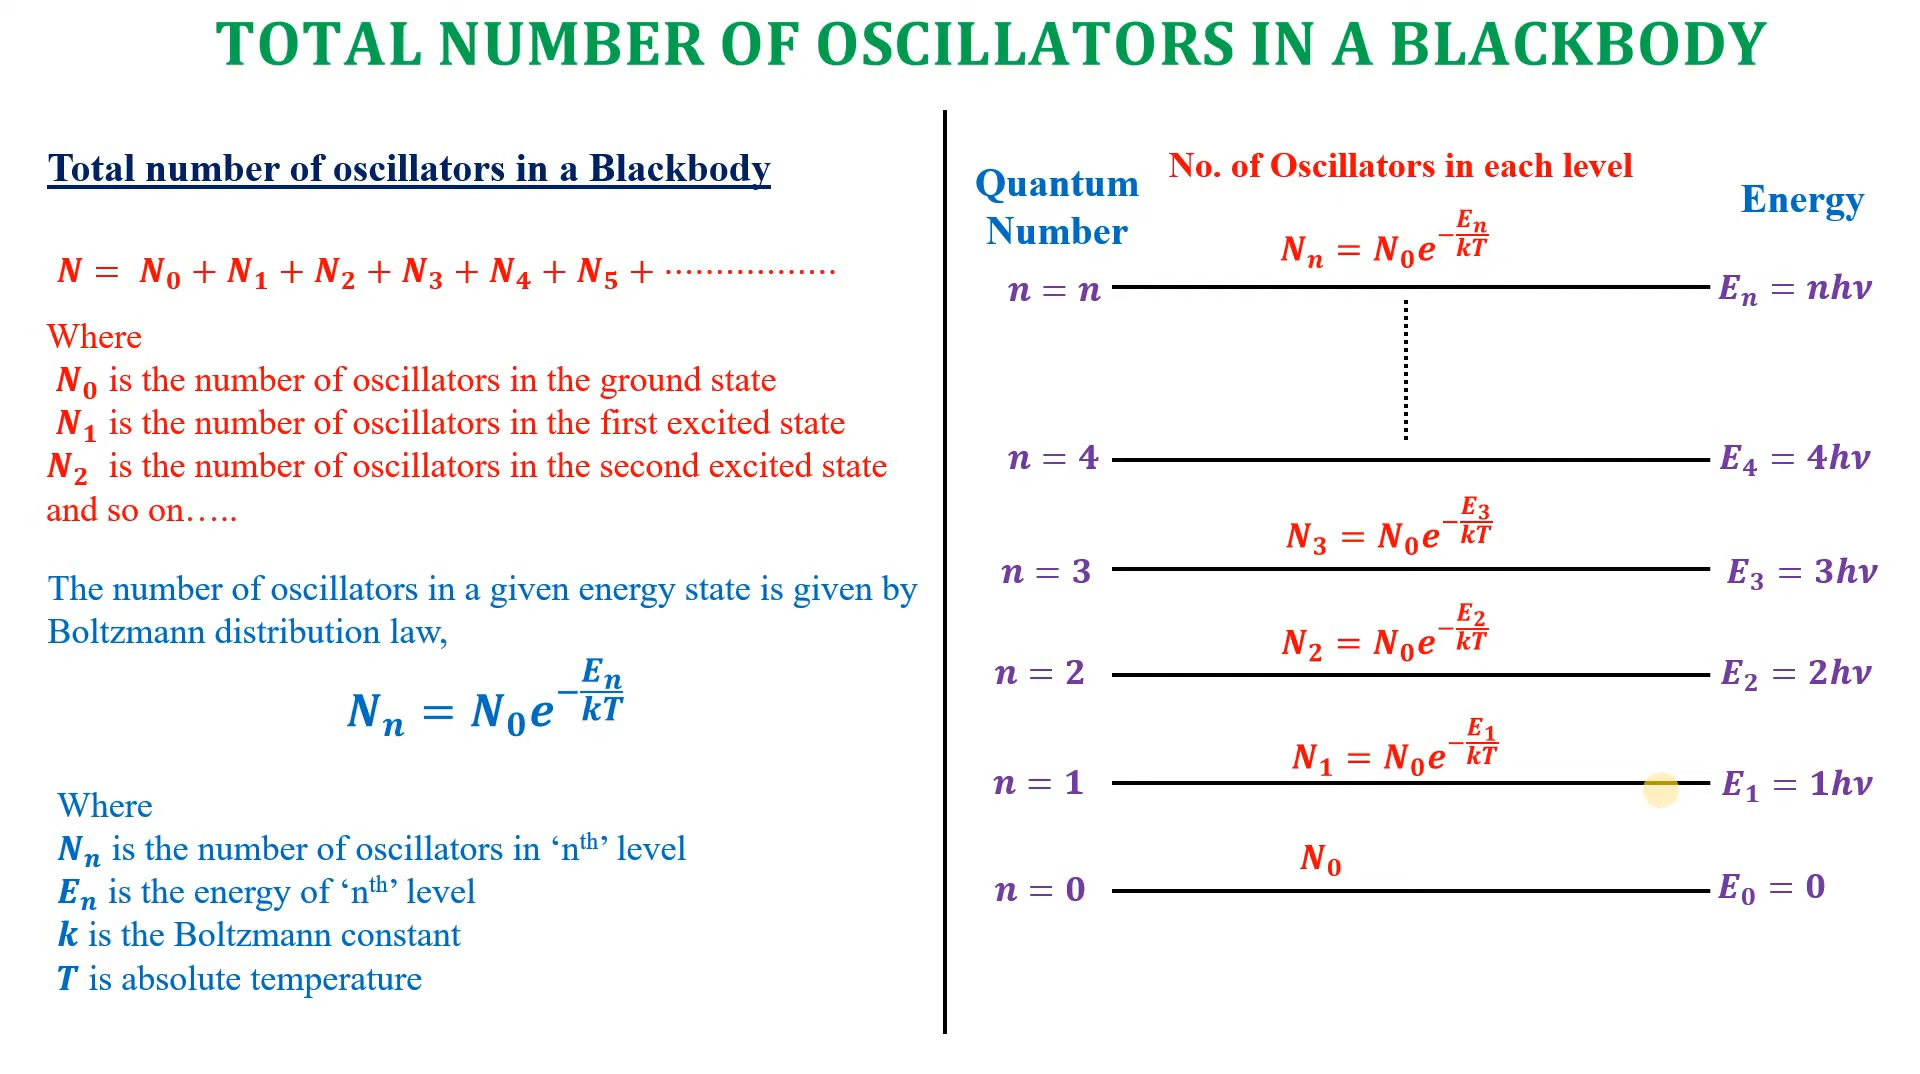 TOTAL NUMBER OF OSCILLATORS IN A BLACKBODY
Total number of oscillators in a Blackbody
N = N₀ + N₁ + N₂ + N₃ + N₄ + N₅ + ·················
Where
N₀ is the number of oscillators in the ground state
N₁ is the number of oscillators in the first excited state
N₂ is the number of oscillators in the second excited state
and so on…..
The number of oscillators in a given energy state is given by
Boltzmann distribution law,
Nₙ = N₀e^(−Eₙ/kT)
Where
Nₙ is the number of oscillators in ‘nᵗʰ’ level
Eₙ is the energy of ‘nᵗʰ’ level
k is the Boltzmann constant
T is absolute temperature
Quantum
Number
No. of Oscillators in each level
Energy
Nₙ = N₀e^(−Eₙ/kT)
n = n
Eₙ = nhν
n = 4
E₄ = 4hν
N₃ = N₀e^(−E₃/kT)
n = 3
E₃ = 3hν
N₂ = N₀e^(−E₂/kT)
n = 2
E₂ = 2hν
N₁ = N₀e^(−E₁/kT)
n = 1
E₁ = 1hν
N₀
n = 0
E₀ = 0